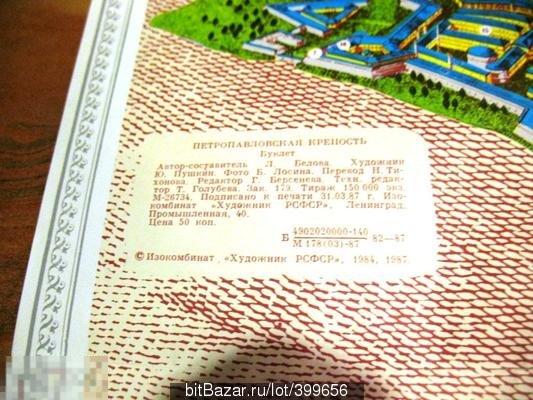 ПЕТРОПАВЛОВСКАЯ КРЕПОСТЬ
Буклет
Автор-составитель Л. Белова. Художник
Ю. Пушкин. Фото Б. Лосина. Перевод Н. Ти-
хонова. Редактор Г. Берсенева. Техн. редак-
тор Т. Голубева. Зак. 179. Тираж 150 000 экз.
М-26734. Подписано к печати 31.03.87 г. Изо-
комбинат «Художник РСФСР», Ленинград.
Промышленная, 40.
Цена 50 коп.
Б 4902020000-140 82—87
М 178(03)-87
© Изокомбинат, «Художник РСФСР», 1984, 1987.
bitBazar.ru/lot/399656